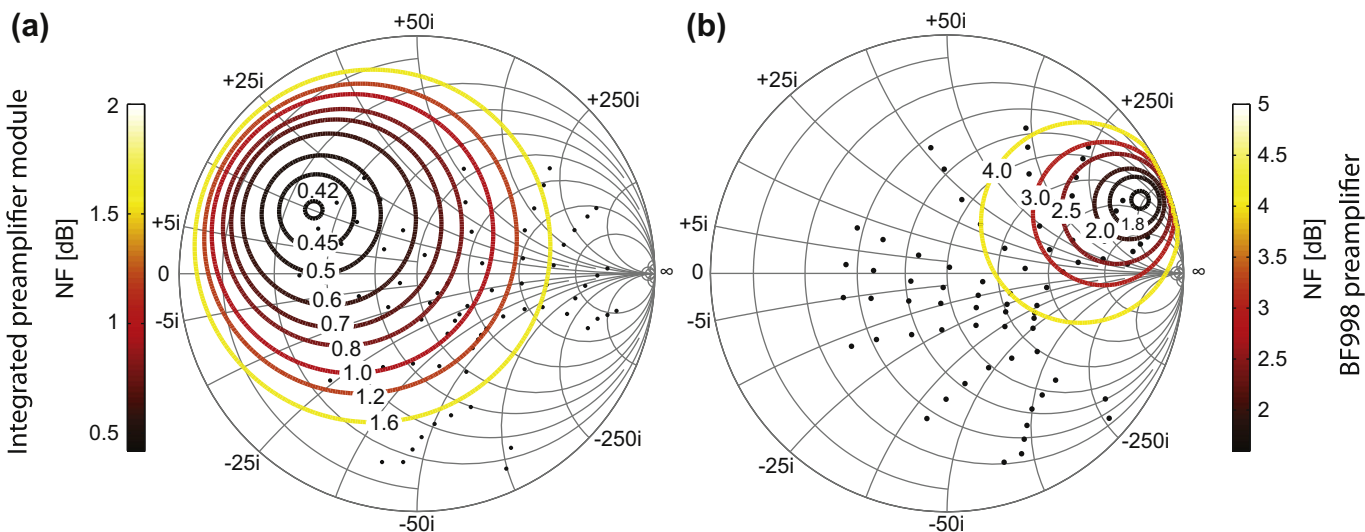 (a)
Integrated preamplifier module
NF [dB]
2
1.5
1
0.5
+50i
+25i
+250i
+5i
0
-5i
∞
-25i
-250i
-50i
0.42
0.45
0.5
0.6
0.7
0.8
1.0
1.2
1.6
(b)
+50i
+25i
+250i
+5i
0
-5i
∞
-25i
-250i
-50i
4.0
3.0
2.5
2.0
1.8
5
4.5
4
3.5
3
2.5
2
NF [dB]
BF998 preamplifier